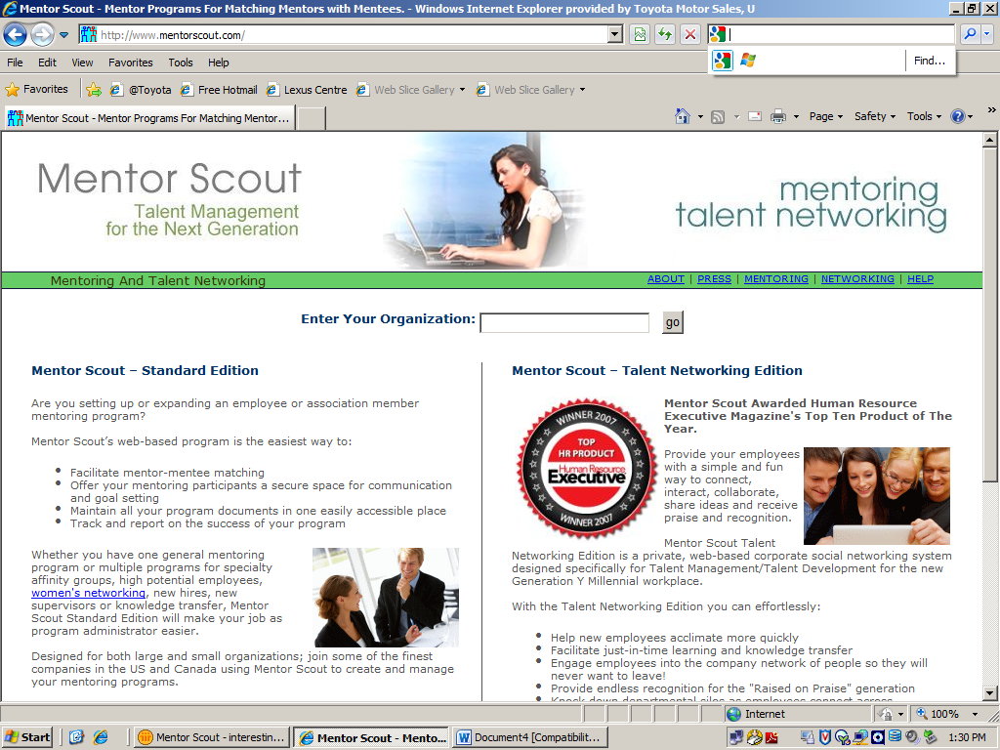 Mentor Scout - Mentor Programs For Matching Mentors with Mentees. - Windows Internet Explorer provided by Toyota Motor Sales, U
http://www.mentorscout.com/
Find...
File Edit View Favorites Tools Help
Favorites @Toyota Free Hotmail Lexus Centre Web Slice Gallery Web Slice Gallery
Mentor Scout - Mentor Programs For Matching Mentor...
Page Safety Tools
Mentor Scout
Talent Management
for the Next Generation
mentoring
talent networking
Mentoring And Talent Networking
ABOUT | PRESS | MENTORING | NETWORKING | HELP
Enter Your Organization: go
Mentor Scout – Standard Edition
Are you setting up or expanding an employee or association member
mentoring program?
Mentor Scout's web-based program is the easiest way to:
• Facilitate mentor-mentee matching
• Offer your mentoring participants a secure space for communication
and goal setting
• Maintain all your program documents in one easily accessible place
• Track and report on the success of your program
Whether you have one general mentoring
program or multiple programs for specialty
affinity groups, high potential employees,
women's networking, new hires, new
supervisors or knowledge transfer, Mentor
Scout Standard Edition will make your job as
program administrator easier.
Designed for both large and small organizations; join some of the finest
companies in the US and Canada using Mentor Scout to create and manage
your mentoring programs.
Mentor Scout – Talent Networking Edition
WINNER 2007
TOP
HR PRODUCT
Human Resource
Executive
WINNER 2007
Mentor Scout Awarded Human Resource
Executive Magazine's Top Ten Product of The
Year.
Provide your employees
with a simple and fun
way to connect,
interact, collaborate,
share ideas and receive
praise and recognition.
Mentor Scout Talent
Networking Edition is a private, web-based corporate social networking system
designed specifically for Talent Management/Talent Development for the new
Generation Y Millennial workplace.
With the Talent Networking Edition you can effortlessly:
• Help new employees acclimate more quickly
• Facilitate just-in-time learning and knowledge transfer
• Engage employees into the company network of people so they will
never want to leave!
• Provide endless recognition for the "Raised on Praise" generation
• Knock down departmental silos as employees connect across
Internet 100%
Start Mentor Scout - interestin... Mentor Scout - Mento... Document4 [Compatibilit... 1:30 PM